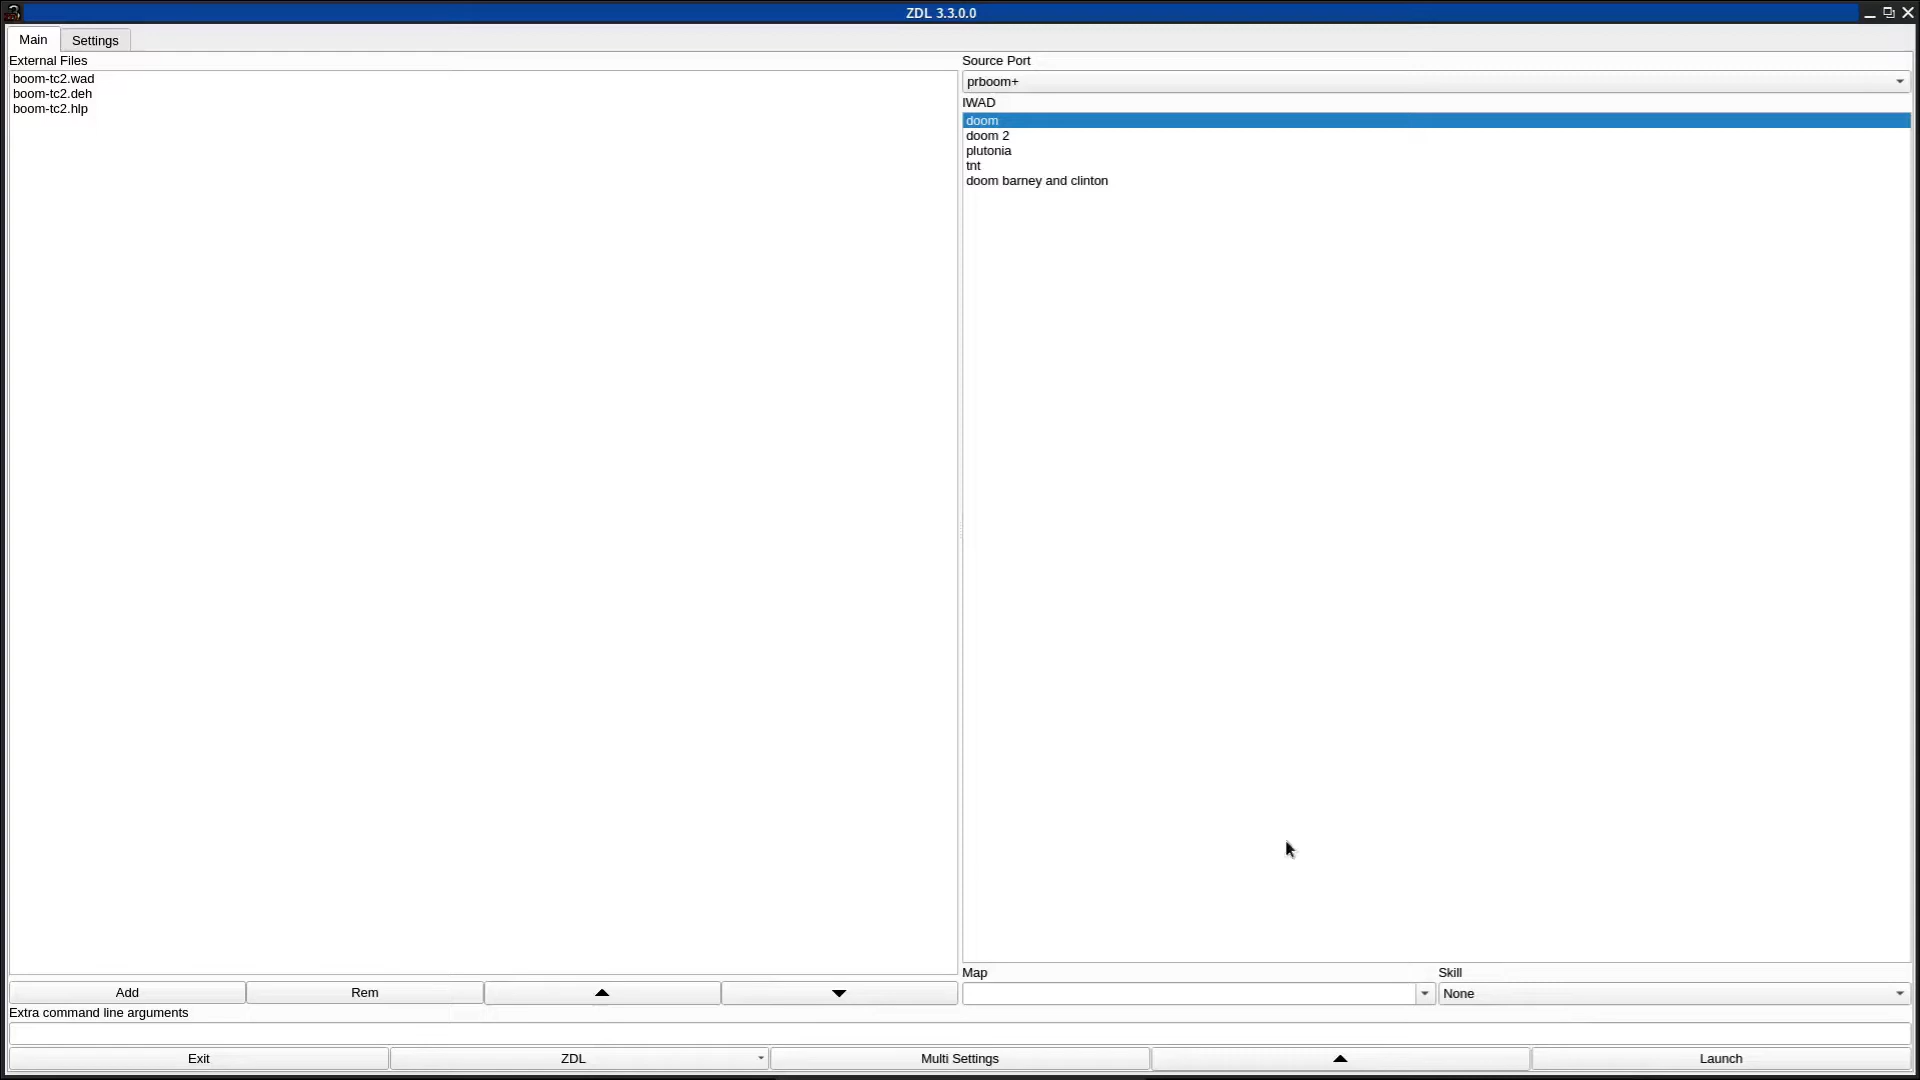 ZDL 3.3.0.0
Main
Settings
External Files
boom-tc2.wad
boom-tc2.deh
boom-tc2.hlp
Source Port
prboom+
IWAD
doom
doom 2
plutonia
tnt
doom barney and clinton
Map
Skill
None
Add
Rem
Extra command line arguments
Exit
ZDL
Multi Settings
Launch